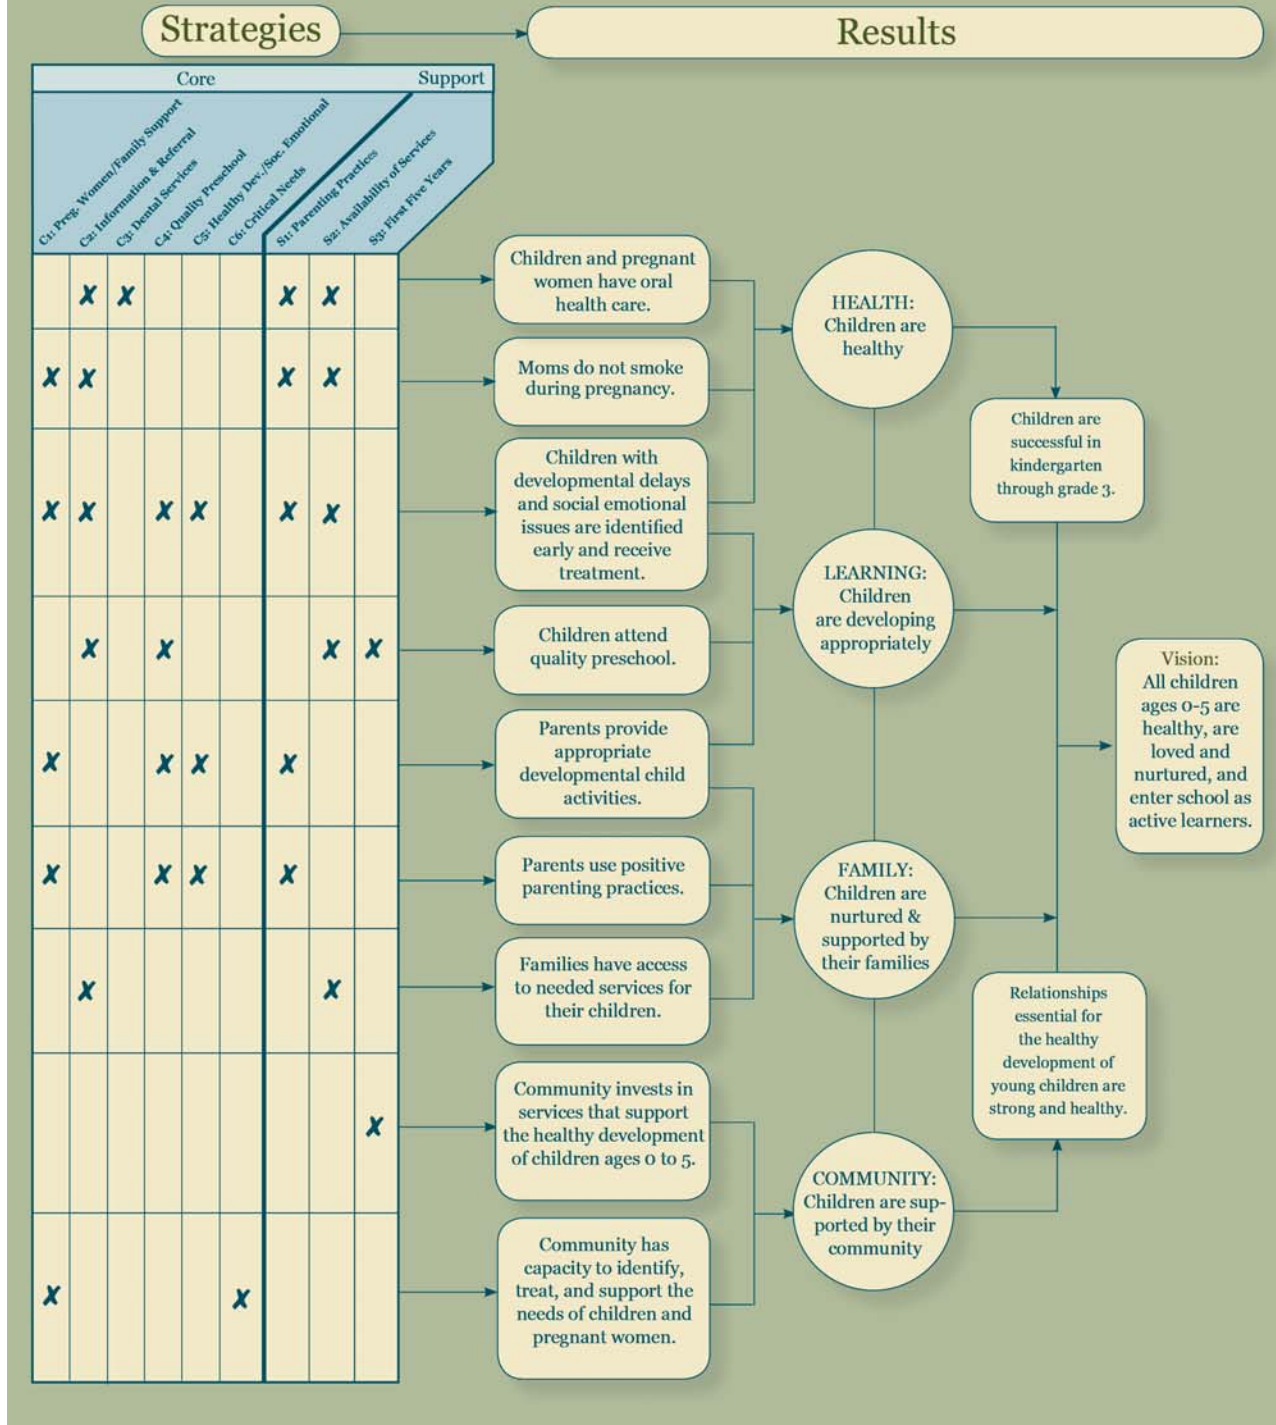 Strategies
Results
Core
Support
C1: Preg. Women/Family Support
C2: Information & Referral
C3: Dental Services
C4: Quality Preschool
C5: Healthy Dev./Soc. Emotional
C6: Critical Needs
S1: Parenting Practices
S2: Availability of Services
S3: First Five Years
X X X X
Children and pregnant
women have oral
health care.
X X X X
Moms do not smoke
during pregnancy.
X X X X X X
Children with
developmental delays
and social emotional
issues are identified
early and receive
treatment.
X X X X
Children attend
quality preschool.
X X X X
Parents provide
appropriate
developmental child
activities.
X X X X
Parents use positive
parenting practices.
X X
Families have access
to needed services for
their children.
X
Community invests in
services that support
the healthy development
of children ages 0 to 5.
X X
Community has
capacity to identify,
treat, and support the
needs of children and
pregnant women.
HEALTH:
Children are
healthy
LEARNING:
Children
are developing
appropriately
FAMILY:
Children are
nurtured &
supported by
their families
COMMUNITY:
Children are sup-
ported by their
community
Children are
successful in
kindergarten
through grade 3.
Relationships
essential for
the healthy
development of
young children are
strong and healthy.
Vision:
All children
ages 0-5 are
healthy, are
loved and
nurtured, and
enter school as
active learners.